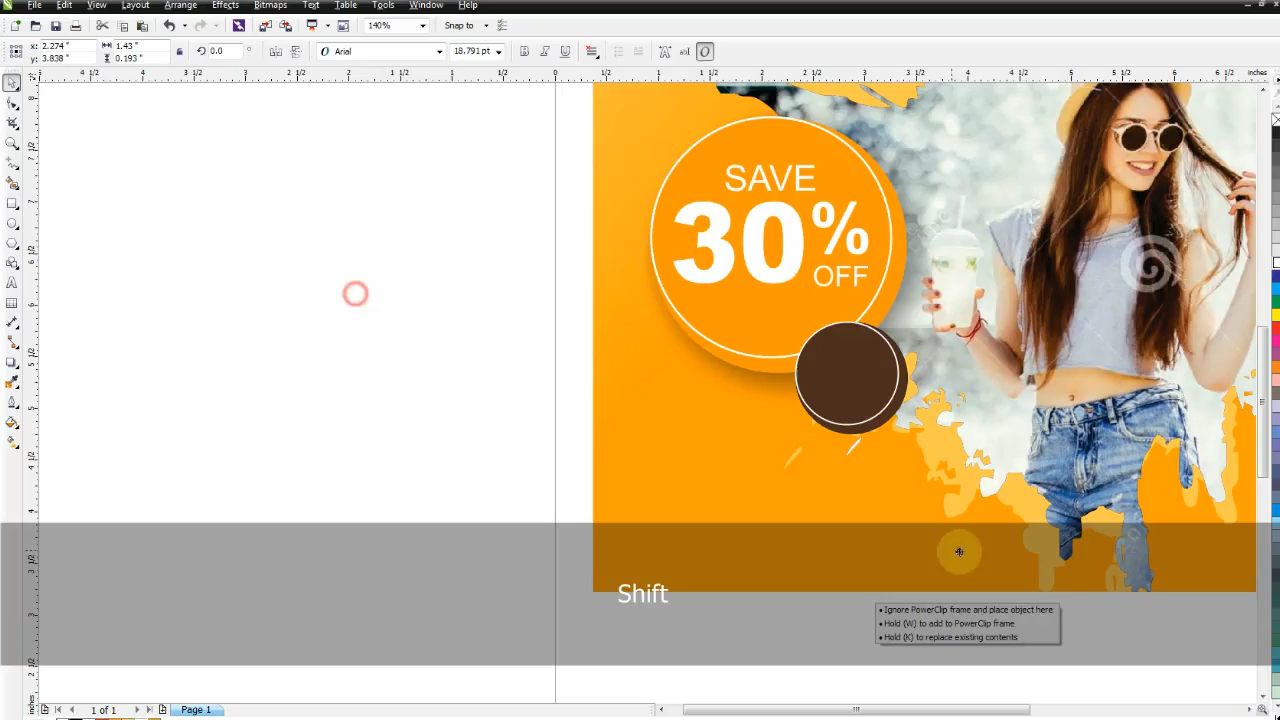 File Edit View Layout Arrange Effects Bitmaps Text Table Tools Window Help
140% Snap to
x: 2.274 " 1.43 " 0.0 Arial 18.791 pt B I U ab| O
y: 3.838 " 0.193 "
inches
SAVE
30%
OFF
Shift
• Ignore PowerClip frame and place object here
• Hold (W) to add to PowerClip frame
• Hold (K) to replace existing contents
1 of 1 Page 1